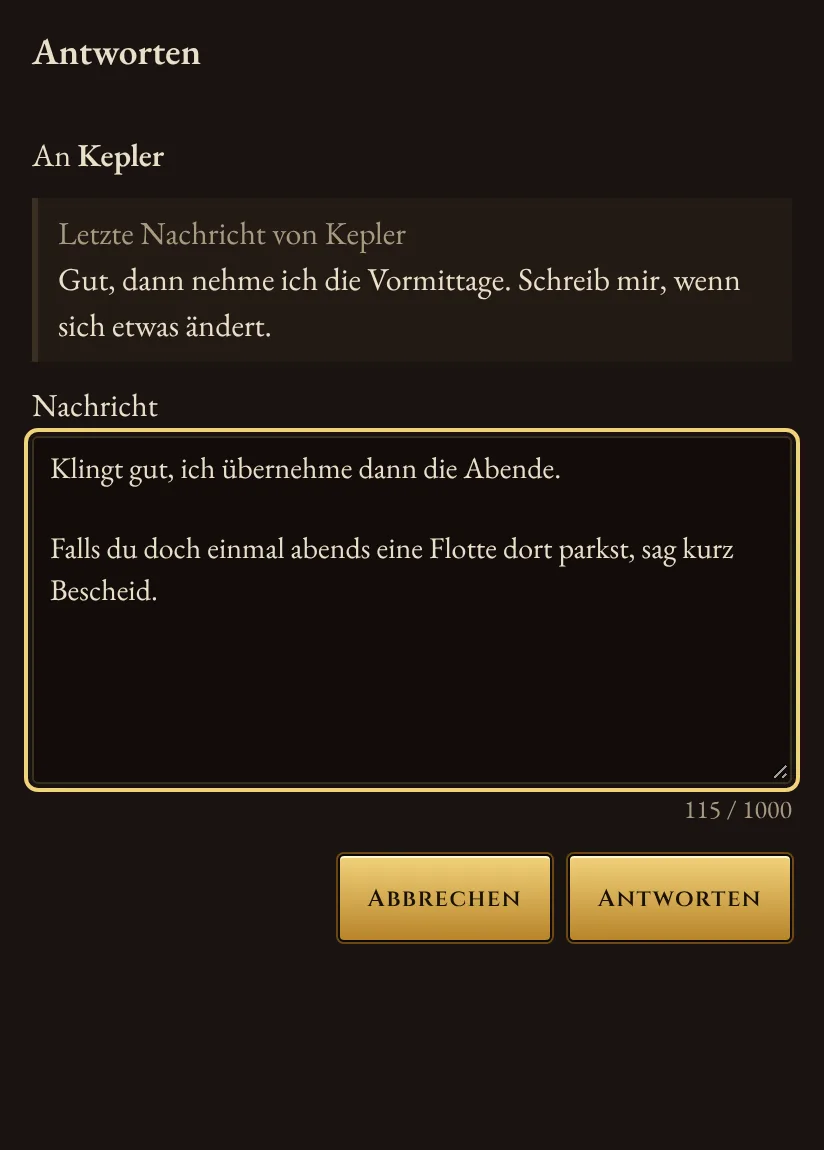 Antworten
An Kepler
Letzte Nachricht von Kepler
Gut, dann nehme ich die Vormittage. Schreib mir, wenn
sich etwas ändert.
Nachricht
Klingt gut, ich übernehme dann die Abende.
Falls du doch einmal abends eine Flotte dort parkst, sag kurz
Bescheid.
115 / 1000
Abbrechen
Antworten